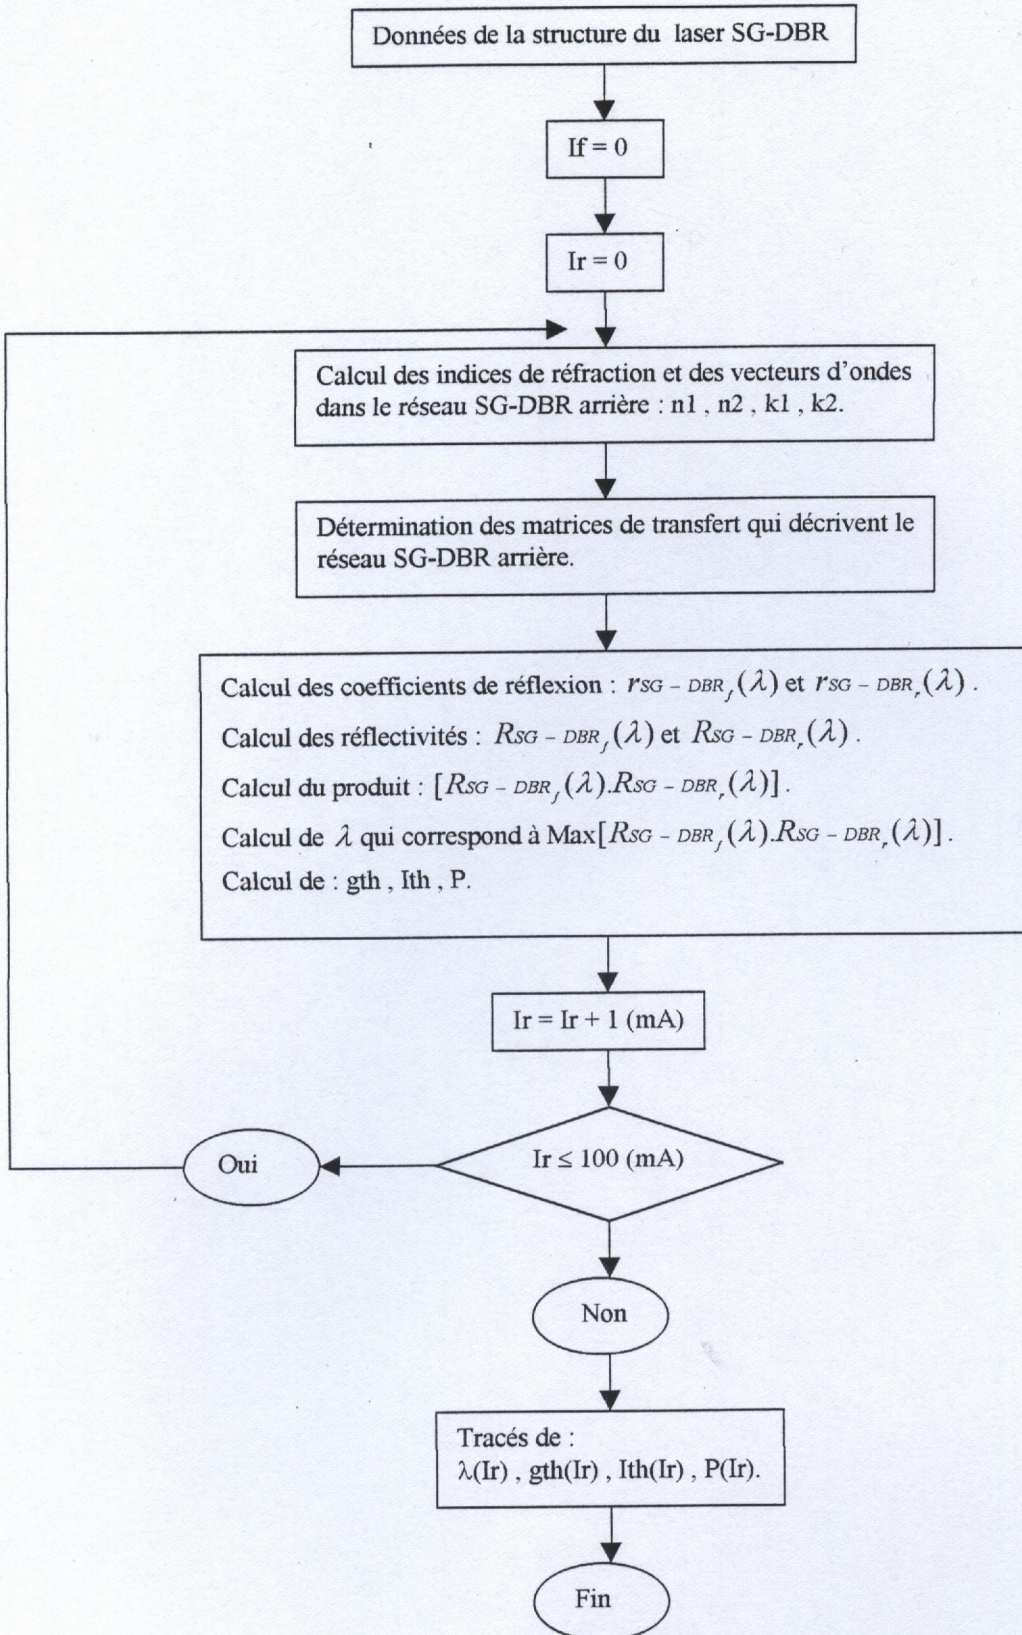 Données de la structure du laser SG-DBR
If = 0
Ir = 0
Calcul des indices de réfraction et des vecteurs d'ondes
dans le réseau SG-DBR arrière : n1 , n2 , k1 , k2.
Détermination des matrices de transfert qui décrivent le
réseau SG-DBR arrière.
Calcul des coefficients de réflexion : rSG - DBRf(λ) et rSG - DBRr(λ) .
Calcul des réflectivités : RSG - DBRf(λ) et RSG - DBRr(λ) .
Calcul du produit : [RSG - DBRf(λ).RSG - DBRr(λ)] .
Calcul de λ qui correspond à Max[RSG - DBRf(λ).RSG - DBRr(λ)] .
Calcul de : gth , Ith , P.
Ir = Ir + 1 (mA)
Ir ≤ 100 (mA)
Oui
Non
Tracés de :
λ(Ir) , gth(Ir) , Ith(Ir) , P(Ir).
Fin